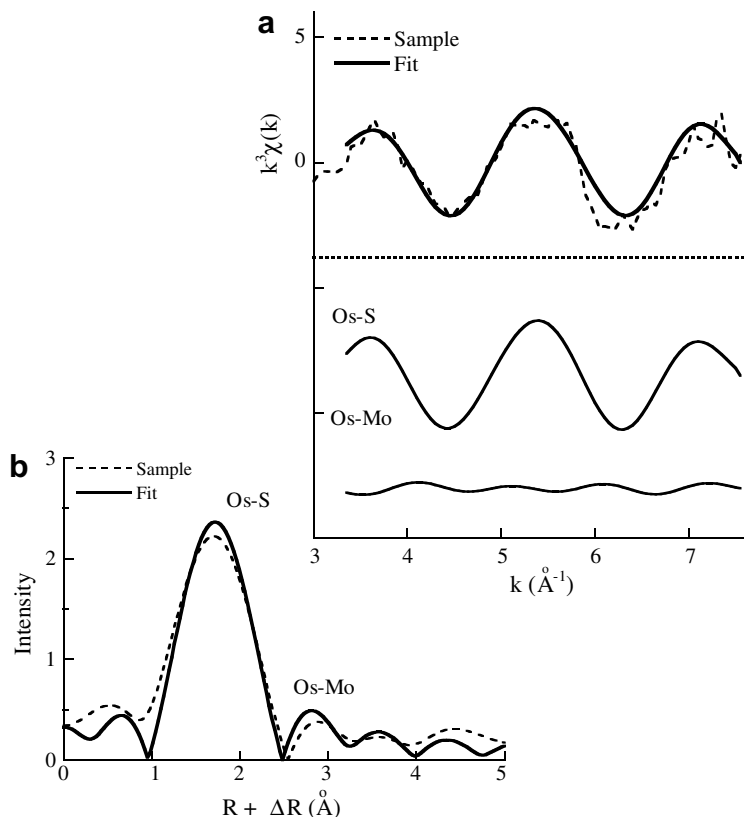 a
5
Sample
Fit
k³χ(k)
0
Os-S
Os-Mo
3 4 5 6 7
k (Å⁻¹)
b
3
Sample
Fit
Os-S
2
Intensity
1
Os-Mo
0
0 1 2 3 4 5
R + ΔR (Å)